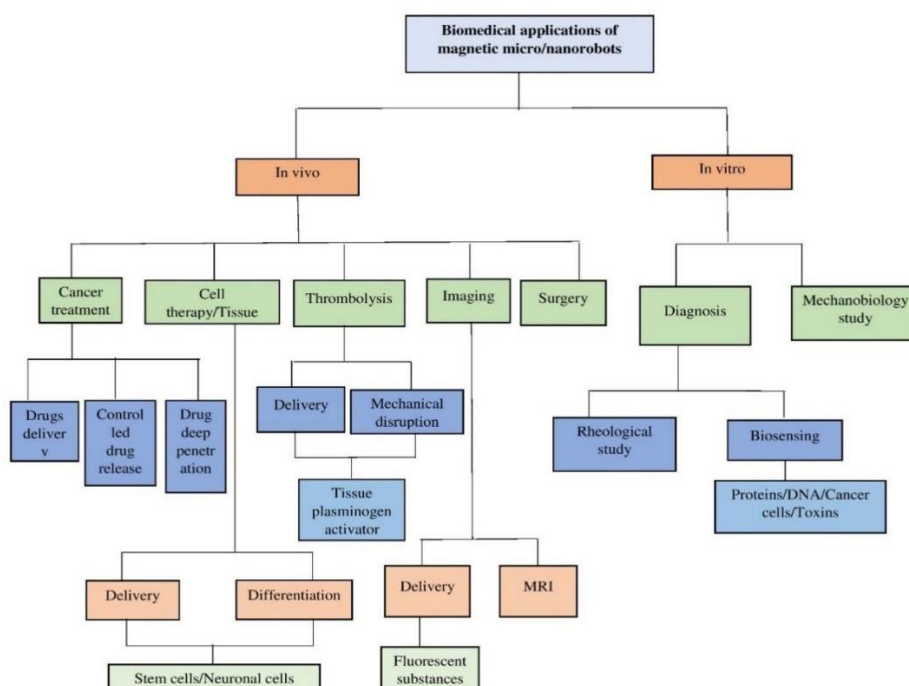 Biomedical applications of
magnetic micro/nanorobots
In vivo
In vitro
Cancer
treatment
Cell
therapy/Tissue
Thrombolysis
Imaging
Surgery
Diagnosis
Mechanobiology
study
Drugs
deliver
y
Control
led drug
release
Drug
deep
penetr
ation
Delivery
Mechanical
disruption
Rheological
study
Biosensing
Tissue
plasminogen
activator
Proteins/DNA/Cancer
cells/Toxins
Delivery
Differentiation
Delivery
MRI
Stem cells/Neuronal cells
Fluorescent
substances